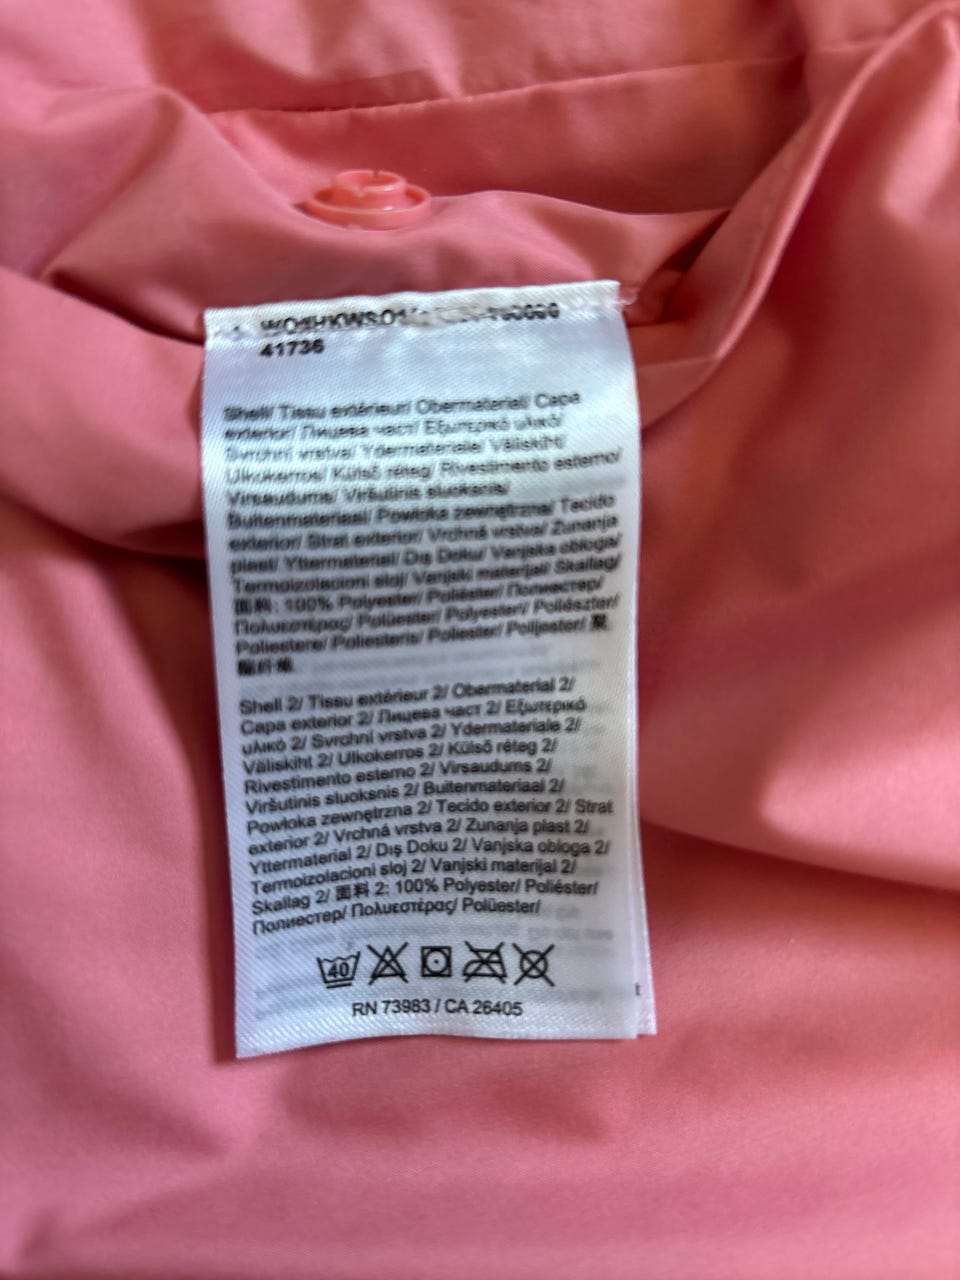 41736
Shell/ Tissu extérieur/ Obermaterial/ Capa
exterior/ Лицева част/ Εξωτερικό υλικό/
Svrchní vrstva/ Ydermateriale/ Väliskiht/
Ulkokerros/ Külső réteg/ Rivestimento esterno/
Virsaudums/ Viršutinis sluoksnis/
Buitenmateriaal/ Powłoka zewnętrzna/ Tecido
exterior/ Strat exterior/ Vrchná vrstva/ Zunanja
plast/ Yttermaterial/ Dış Doku/ Vanjska obloga/
Termoizolacioni sloj/ Vanjski materijal/ Skallag/
面料: 100% Polyester/ Poliéster/ Полиестер/
Πολυεστέρας/ Polüester/ Polyesteri/ Poliészter/
Poliestere/ Poliesteris/ Poliester/ Polijester/ 聚
酯纤维
Shell 2/ Tissu extérieur 2/ Obermaterial 2/
Capa exterior 2/ Лицева част 2/ Εξωτερικό
υλικό 2/ Svrchní vrstva 2/ Ydermateriale 2/
Väliskiht 2/ Ulkokerros 2/ Külső réteg 2/
Rivestimento esterno 2/ Virsaudums 2/
Viršutinis sluoksnis 2/ Buitenmateriaal 2/
Powłoka zewnętrzna 2/ Tecido exterior 2/ Strat
exterior 2/ Vrchná vrstva 2/ Zunanja plast 2/
Yttermaterial 2/ Dış Doku 2/ Vanjska obloga 2/
Termoizolacioni sloj 2/ Vanjski materijal 2/
Skallag 2/ 面料 2: 100% Polyester/ Poliéster/
Полиестер/ Πολυεστέρας/ Polüester/
40
RN 73983 / CA 26405